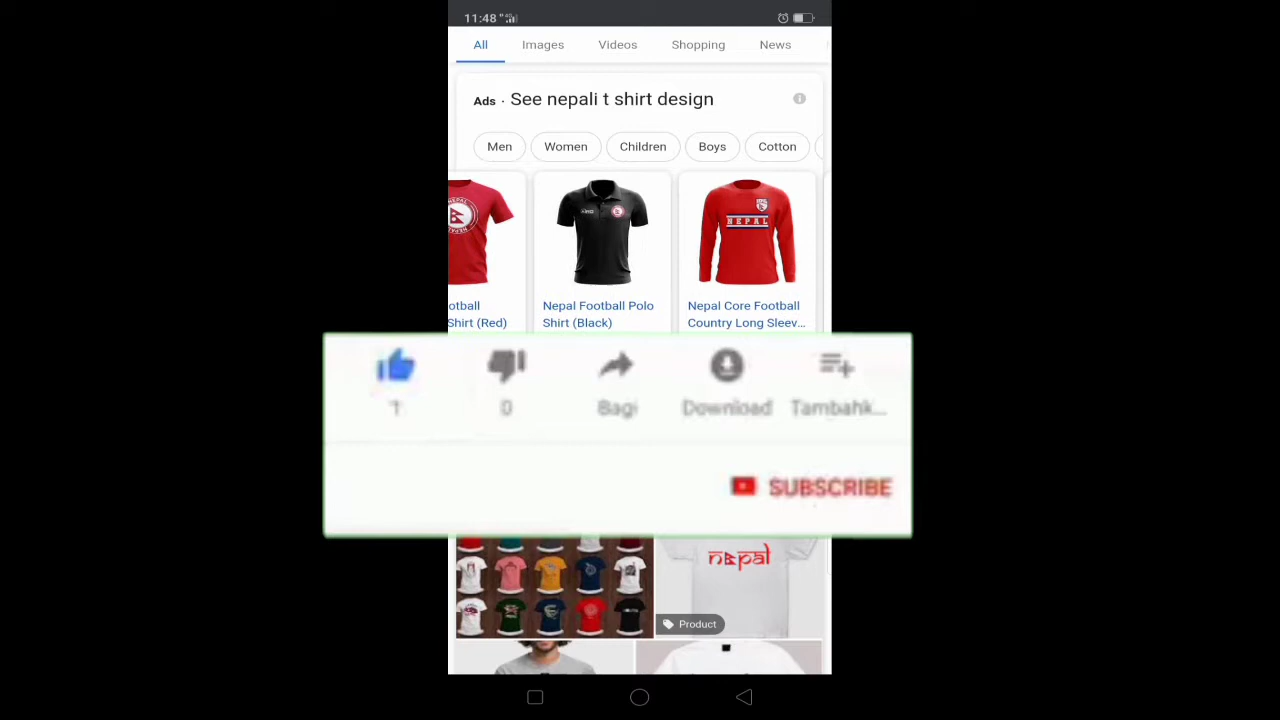 11:48
All Images Videos Shopping News
Ads · See nepali t shirt design
Men Women Children Boys Cotton
NEPAL
NEPAL
otball
Shirt (Red)
Nepal Football Polo
Shirt (Black)
Nepal Core Football
Country Long Sleev...
1 0 Bagi Download Tambahk...
SUBSCRIBE
nepal
Product